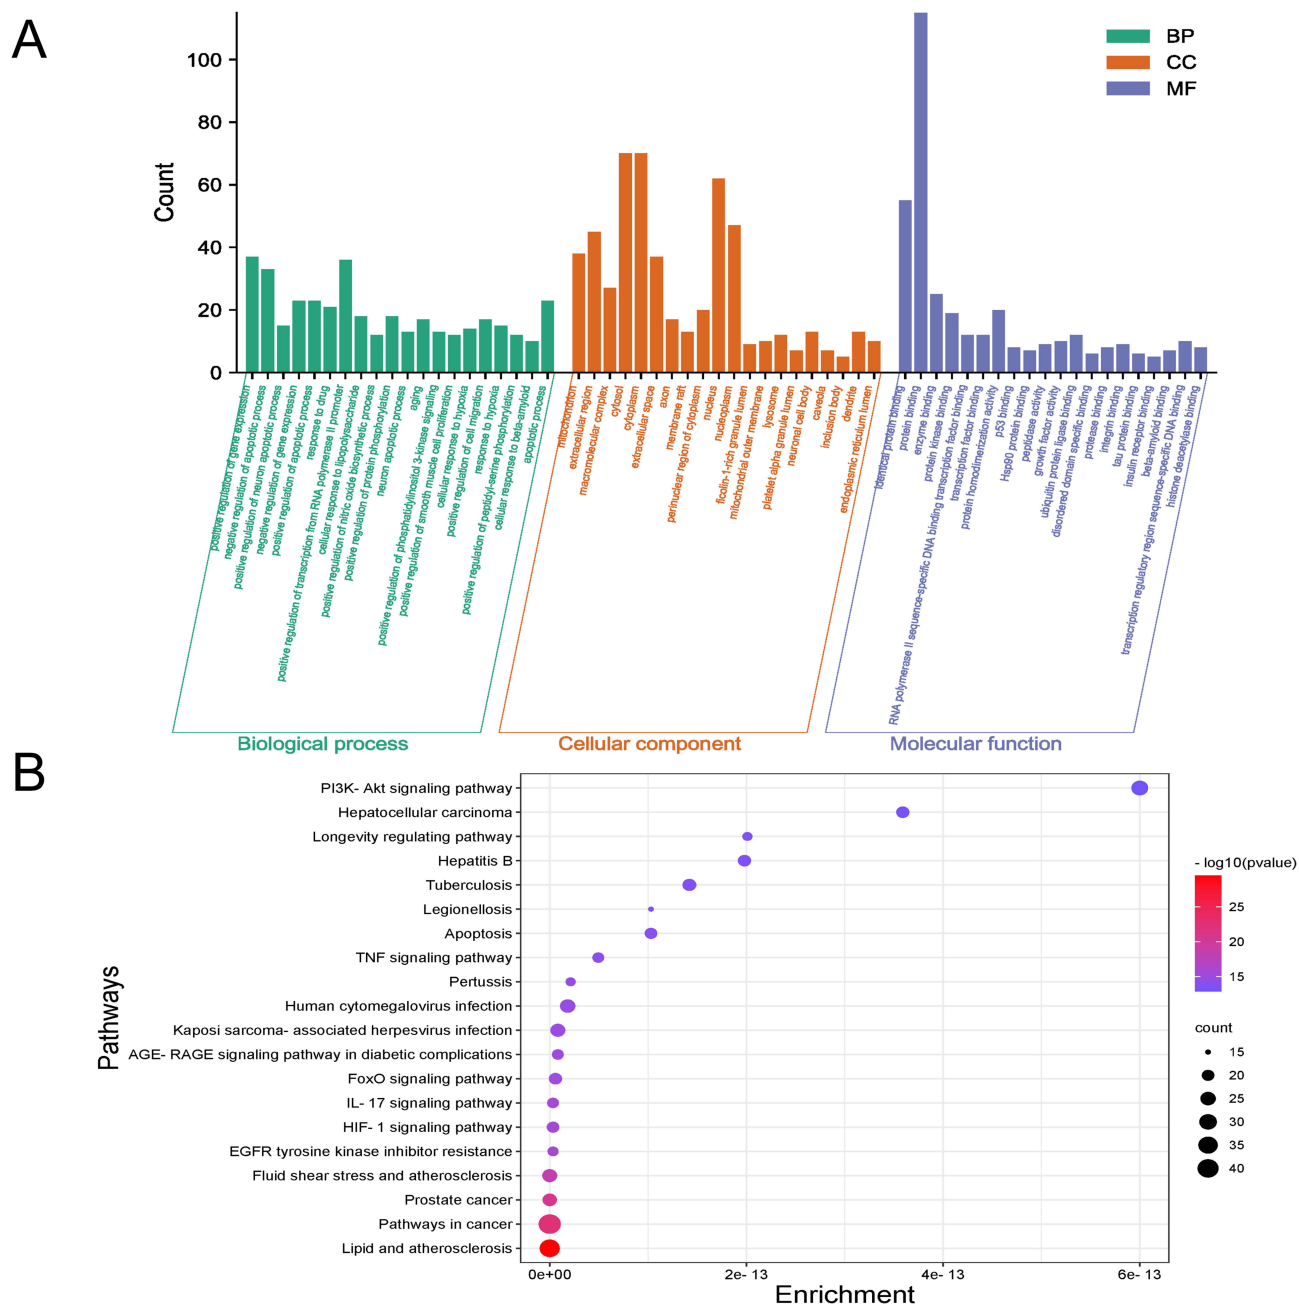 A
BP
CC
MF
Count
100
80
60
40
20
0
positive regulation of gene expression
negative regulation of apoptotic process
positive regulation of neuron apoptotic process
negative regulation of gene expression
positive regulation of apoptotic process
response to drug
positive regulation of transcription from RNA polymerase II promoter
cellular response to lipopolysaccharide
positive regulation of nitric oxide biosynthetic process
positive regulation of protein phosphorylation
neuron apoptotic process
aging
positive regulation of phosphatidylinositol 3-kinase signaling
positive regulation of smooth muscle cell proliferation
cellular response to hypoxia
positive regulation of cell migration
response to hypoxia
positive regulation of peptidyl-serine phosphorylation
cellular response to beta-amyloid
apoptotic process
mitochondrion
extracellular region
macromolecular complex
cytosol
cytoplasm
extracellular space
axon
membrane raft
perinuclear region of cytoplasm
nucleus
nucleoplasm
ficolin-1-rich granule lumen
mitochondrial outer membrane
lysosome
platelet alpha granule lumen
neuronal cell body
caveola
inclusion body
dendrite
endoplasmic reticulum lumen
identical protein binding
protein binding
enzyme binding
protein kinase binding
RNA polymerase II sequence-specific DNA binding transcription factor binding
transcription factor binding
protein homodimerization activity
p53 binding
Hsp90 protein binding
peptidase activity
growth factor activity
ubiquitin protein ligase binding
disordered domain specific binding
protease binding
integrin binding
tau protein binding
insulin receptor binding
beta-amyloid binding
transcription regulatory region sequence-specific DNA binding
histone deacetylase binding
Biological process
Cellular component
Molecular function
B
Pathways
PI3K- Akt signaling pathway
Hepatocellular carcinoma
Longevity regulating pathway
Hepatitis B
Tuberculosis
Legionellosis
Apoptosis
TNF signaling pathway
Pertussis
Human cytomegalovirus infection
Kaposi sarcoma- associated herpesvirus infection
AGE- RAGE signaling pathway in diabetic complications
FoxO signaling pathway
IL- 17 signaling pathway
HIF- 1 signaling pathway
EGFR tyrosine kinase inhibitor resistance
Fluid shear stress and atherosclerosis
Prostate cancer
Pathways in cancer
Lipid and atherosclerosis
0e+00
2e- 13
4e- 13
6e- 13
Enrichment
- log10(pvalue)
25
20
15
count
15
20
25
30
35
40